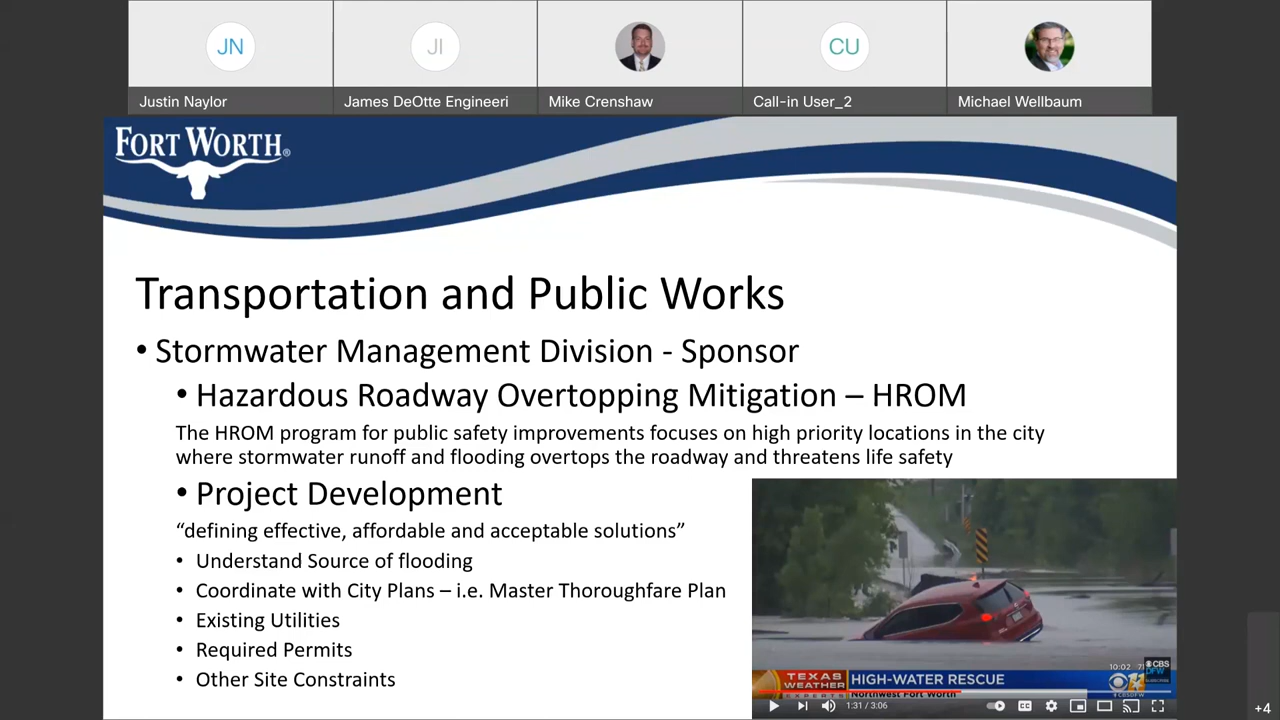 JN
JI
CU
Justin Naylor
James DeOtte Engineeri
Mike Crenshaw
Call-in User_2
Michael Wellbaum
FORT WORTH®
Transportation and Public Works
• Stormwater Management Division - Sponsor
• Hazardous Roadway Overtopping Mitigation – HROM
The HROM program for public safety improvements focuses on high priority locations in the city
where stormwater runoff and flooding overtops the roadway and threatens life safety
• Project Development
“defining effective, affordable and acceptable solutions”
• Understand Source of flooding
• Coordinate with City Plans – i.e. Master Thoroughfare Plan
• Existing Utilities
• Required Permits
• Other Site Constraints
10:02
CBS
DFW
TEXAS
WEATHER
EXPERTS
HIGH-WATER RESCUE
Northwest Fort Worth
1:31 / 3:06
CC
+4